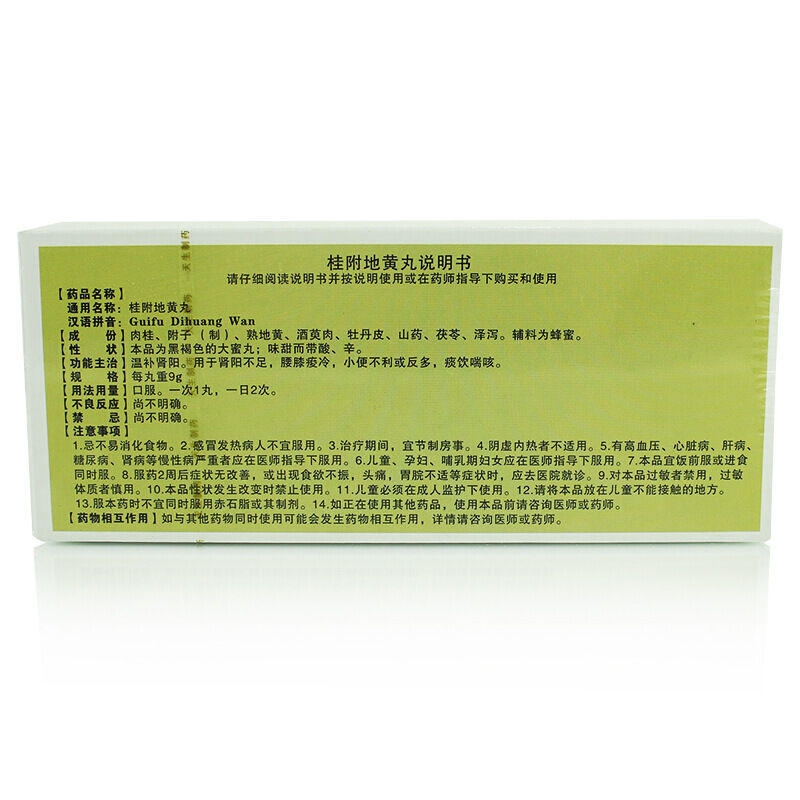 桂附地黄丸说明书
请仔细阅读说明书并按说明使用或在药师指导下购买和使用
【药品名称】
通用名称：桂附地黄丸
汉语拼音：Guifu Dihuang Wan
【成 份】肉桂、附子（制）、熟地黄、酒萸肉、牡丹皮、山药、茯苓、泽泻。辅料为蜂蜜。
【性 状】本品为黑褐色的大蜜丸；味甜而带酸、辛。
【功能主治】温补肾阳。用于肾阳不足，腰膝痠冷，小便不利或反多，痰饮喘咳。
【规 格】每丸重9g
【用法用量】口服。一次1丸，一日2次。
【不良反应】尚不明确。
【禁 忌】尚不明确。
【注意事项】
1.忌不易消化食物。2.感冒发热病人不宜服用。3.治疗期间，宜节制房事。4.阴虚内热者不适用。5.有高血压、心脏病、肝病、
糖尿病、肾病等慢性病严重者应在医师指导下服用。6.儿童、孕妇、哺乳期妇女应在医师指导下服用。7.本品宜饭前服或进食
同时服。8.服药2周后症状无改善，或出现食欲不振，头痛，胃脘不适等症状时，应去医院就诊。9.对本品过敏者禁用，过敏
体质者慎用。10.本品性状发生改变时禁止使用。11.儿童必须在成人监护下使用。12.请将本品放在儿童不能接触的地方。
13.服本药时不宜同时服用赤石脂或其制剂。14.如正在使用其他药品，使用本品前请咨询医师或药师。
【药物相互作用】如与其他药物同时使用可能会发生药物相互作用，详情请咨询医师或药师。
天生制药